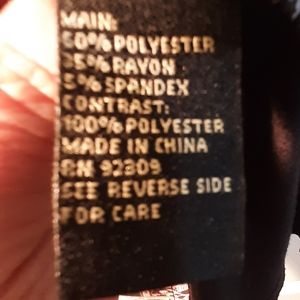 MAIN:
60% POLYESTER
35% RAYON
5% SPANDEX
CONTRAST:
100% POLYESTER
MADE IN CHINA
RN 92309
SEE REVERSE SIDE
FOR CARE